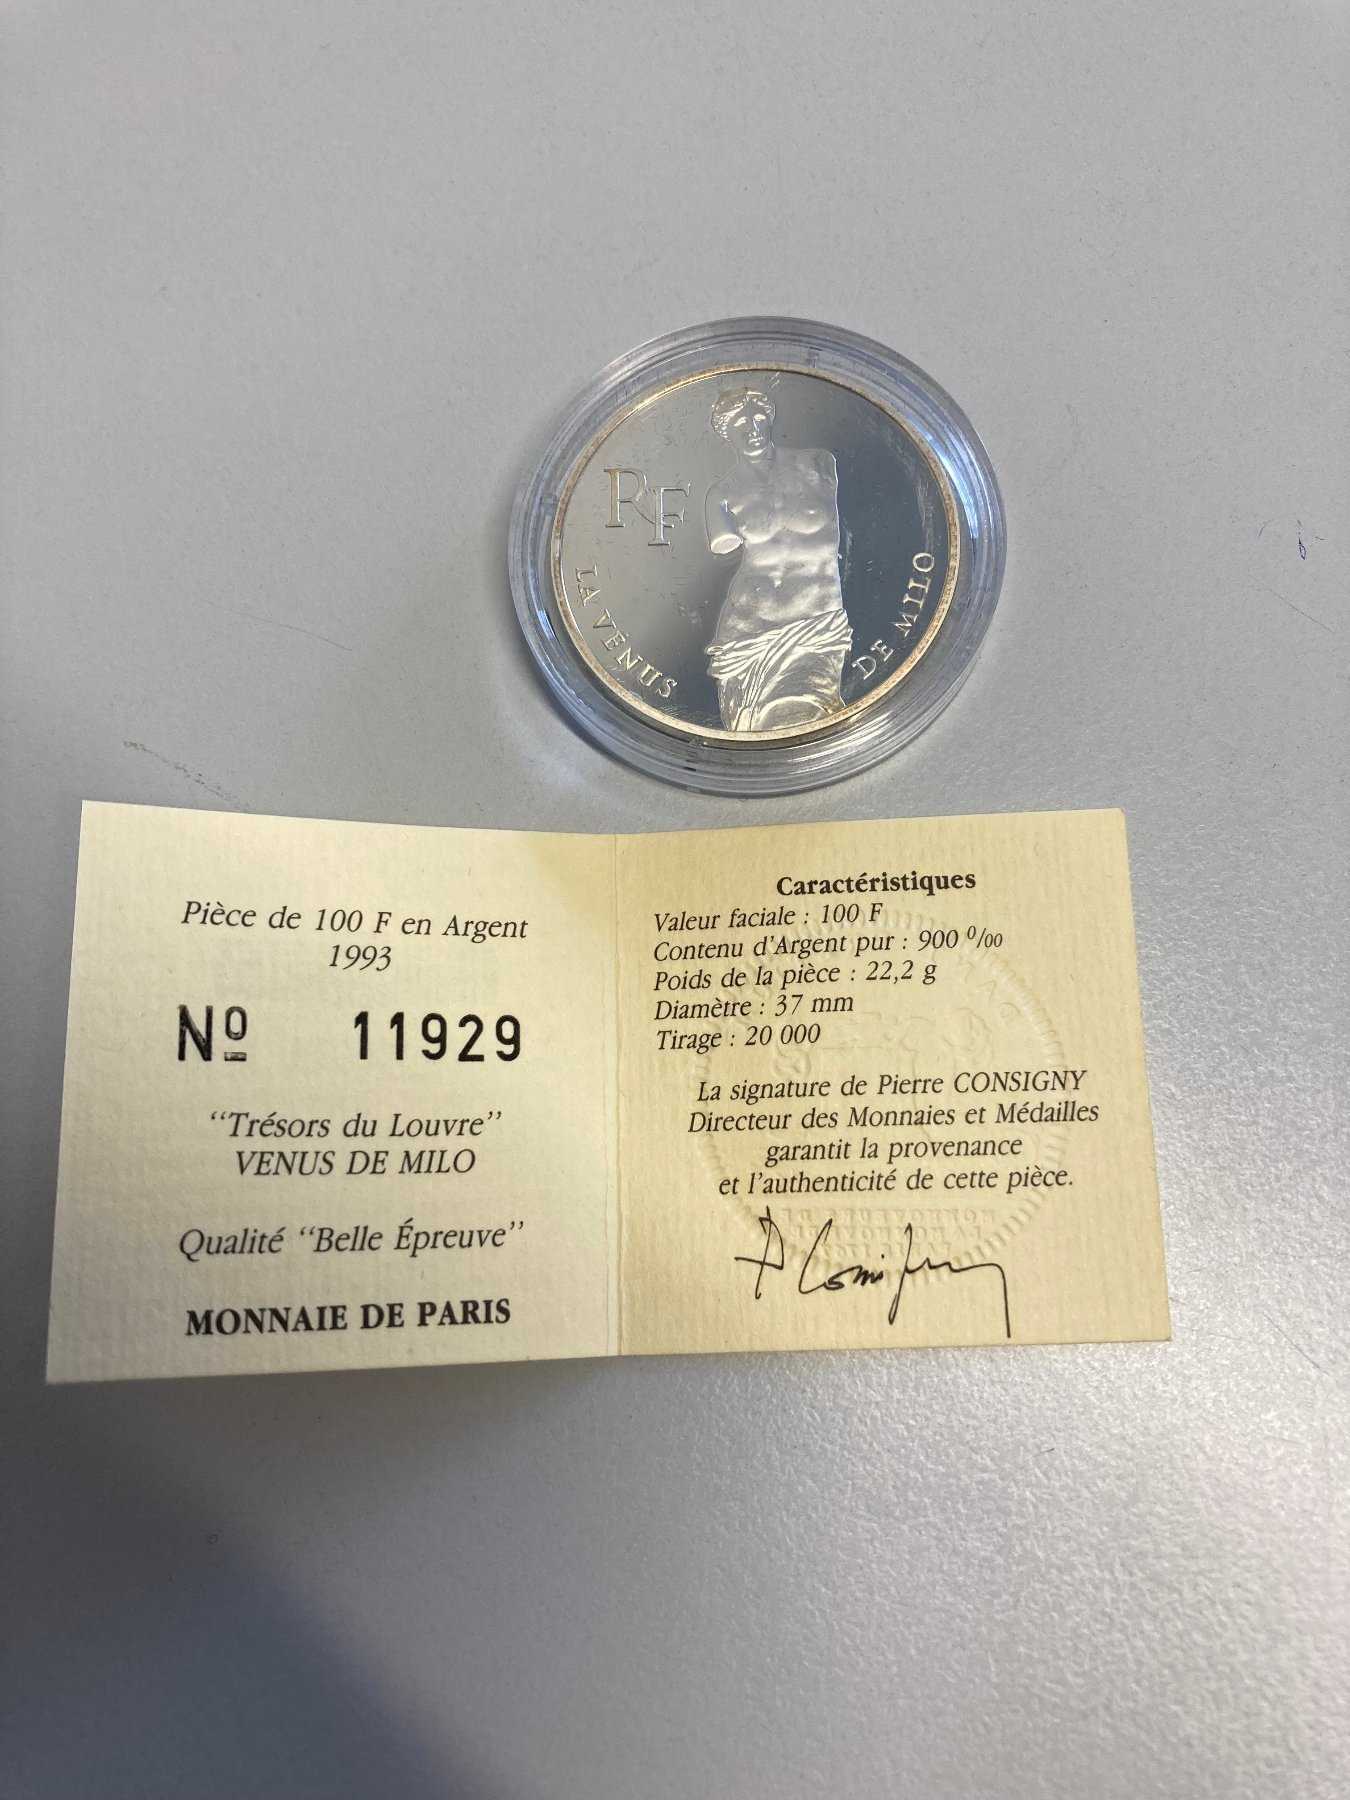 RF
LA VÉNUS DE MILO
Pièce de 100 F en Argent
1993
Nº 11929
"Trésors du Louvre"
VENUS DE MILO
Qualité "Belle Épreuve"
MONNAIE DE PARIS
Caractéristiques
Valeur faciale : 100 F
Contenu d'Argent pur : 900 ⁰/₀₀
Poids de la pièce : 22,2 g
Diamètre : 37 mm
Tirage : 20 000
La signature de Pierre CONSIGNY
Directeur des Monnaies et Médailles
garantit la provenance
et l'authenticité de cette pièce.